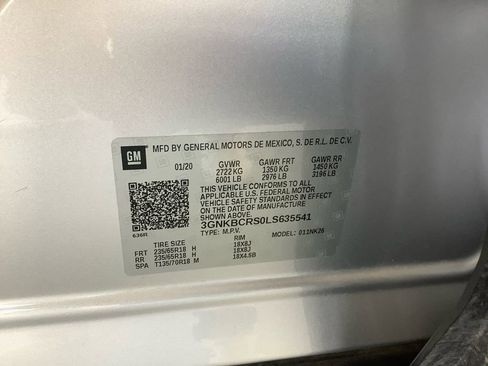 GM
MFD BY GENERAL MOTORS DE MEXICO, S. DE R.L. DE C.V.
01/20 GVWR GAWR FRT GAWR RR
2722 KG 1350 KG 1450 KG
6001 LB 2976 LB 3196 LB
THIS VEHICLE CONFORMS TO ALL
APPLICABLE U.S. FEDERAL MOTOR
VEHICLE SAFETY STANDARDS IN EFFECT
ON THE DATE OF MANUFACTURE
SHOWN ABOVE.
3GNKBCRS0LS635541
636R TYPE: M.P.V. MODEL: 011NK26
TIRE SIZE RIM
FRT 235/65R18 H 18X8J
RR 235/65R18 H 18X8J
SPA T135/70R18 M 18X4.5B